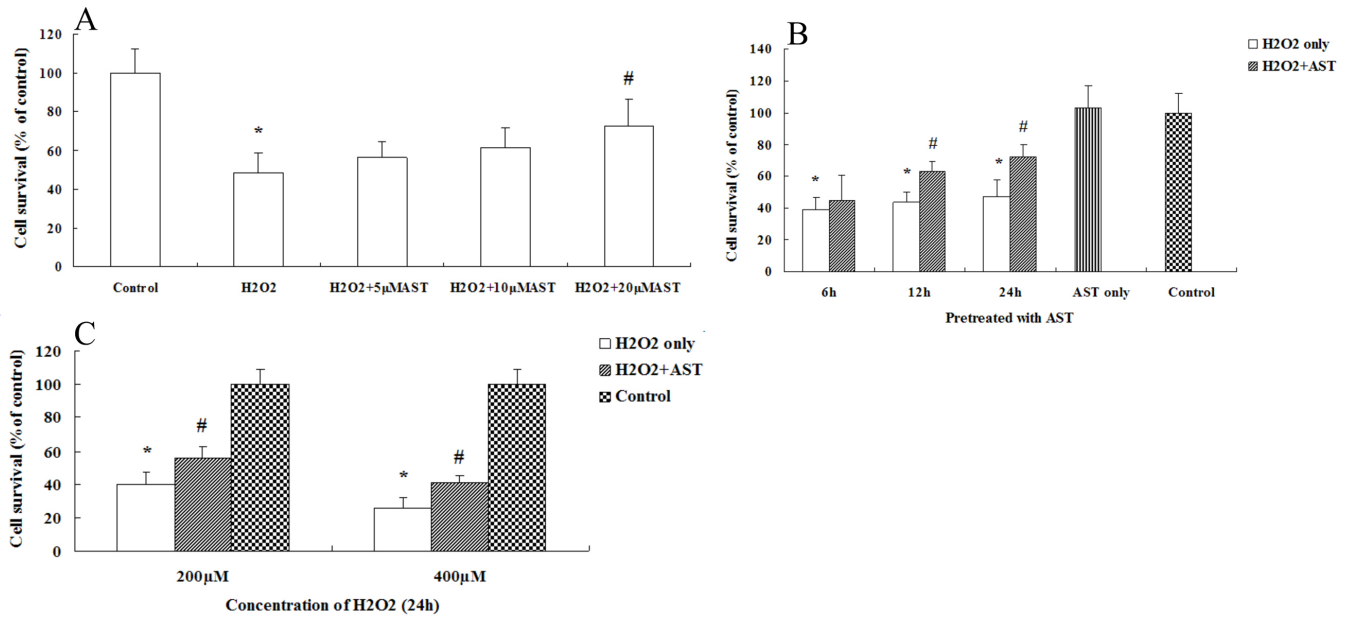 A
Cell survival (% of control)
120
100
80
60
40
20
0
*
#
Control
H2O2
H2O2+5μMAST
H2O2+10μMAST
H2O2+20μMAST
B
Cell survival (% of control)
140
120
100
80
60
40
20
0
*
*
#
*
#
6h
12h
24h
AST only
Control
Pretreated with AST
H2O2 only
H2O2+AST
C
Cell survival (%of control)
120
100
80
60
40
20
0
*
#
*
#
200μM
400μM
Concentration of H2O2 (24h)
H2O2 only
H2O2+AST
Control